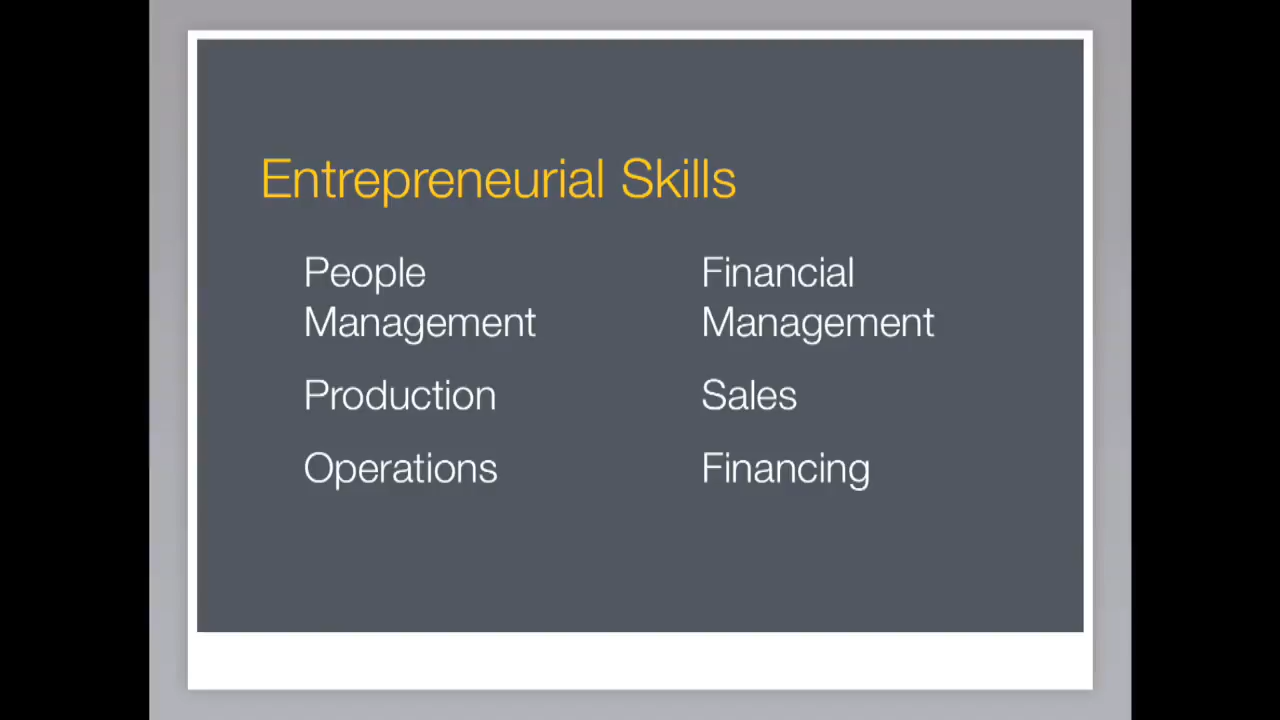 Entrepreneurial Skills
People
Management
Production
Operations
Financial
Management
Sales
Financing